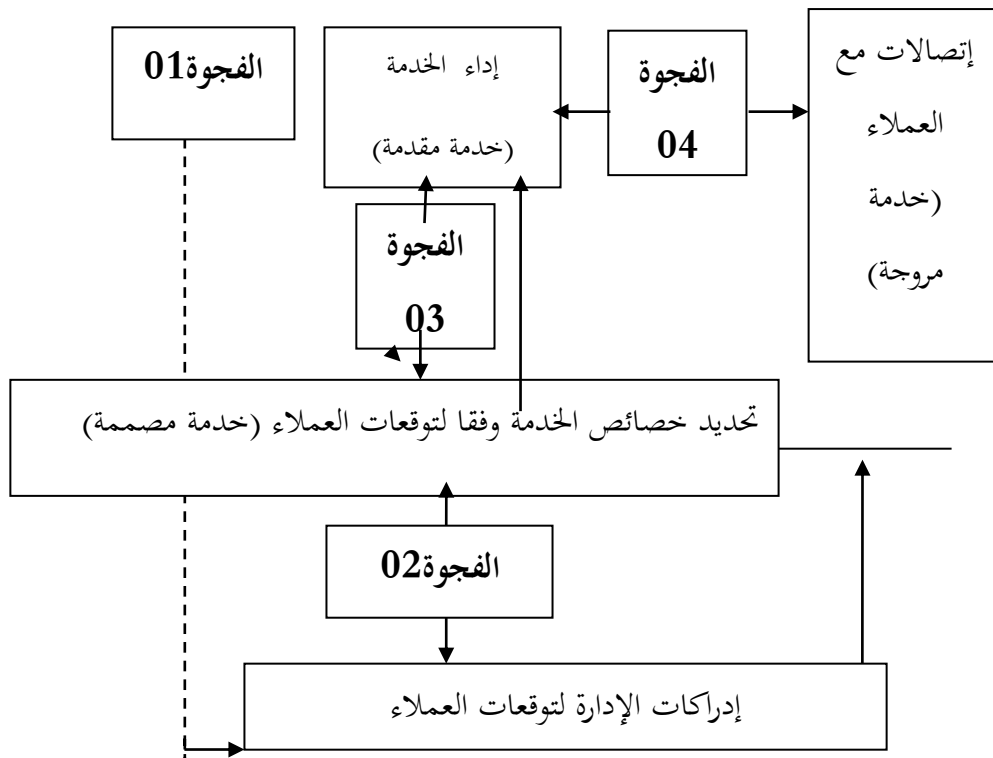 إتصالات مع
العملاء
(خدمة
مروجة)
الفجوة
04
إداء الخدمة
(خدمة مقدمة)
الفجوة01
الفجوة
03
تحديد خصائص الخدمة وفقا لتوقعات العملاء (خدمة مصممة)
الفجوة02
إدراكات الإدارة لتوقعات العملاء